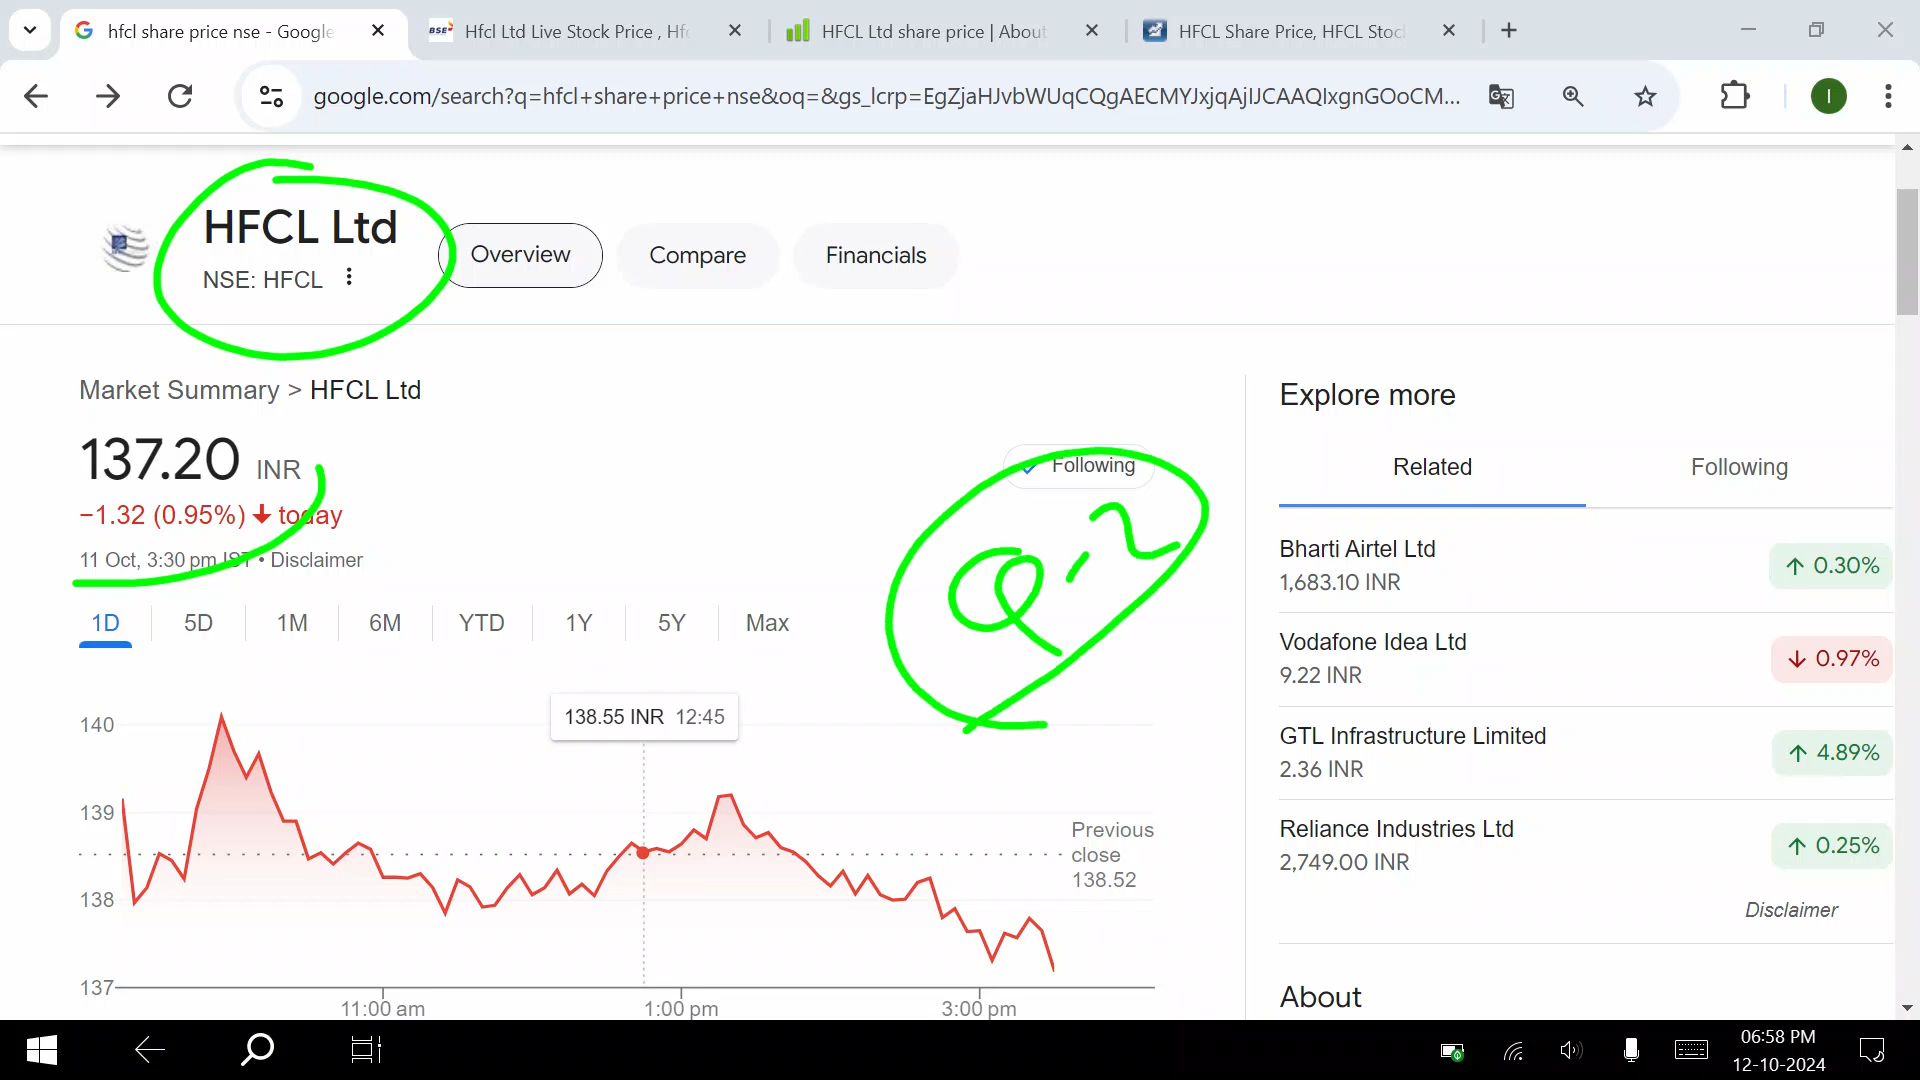 hfcl share price nse - Google
BSE
Hfcl Ltd Live Stock Price , Hfc
HFCL Ltd share price | About
HFCL Share Price, HFCL Stoc
google.com/search?q=hfcl+share+price+nse&oq=&gs_lcrp=EgZjaHJvbWUqCQgAECMYJxjqAjIJCAAQIxgnGOoCM...
I
HFCL Ltd
NSE: HFCL
Overview
Compare
Financials
Market Summary > HFCL Ltd
137.20 INR
−1.32 (0.95%) today
11 Oct, 3:30 pm IST • Disclaimer
Following
Q-2
1D
5D
1M
6M
YTD
1Y
5Y
Max
138.55 INR 12:45
140
139
138
137
Previous
close
138.52
11:00 am
1:00 pm
3:00 pm
Explore more
Related
Following
Bharti Airtel Ltd
1,683.10 INR
0.30%
Vodafone Idea Ltd
9.22 INR
0.97%
GTL Infrastructure Limited
2.36 INR
4.89%
Reliance Industries Ltd
2,749.00 INR
0.25%
Disclaimer
About
06:58 PM
12-10-2024